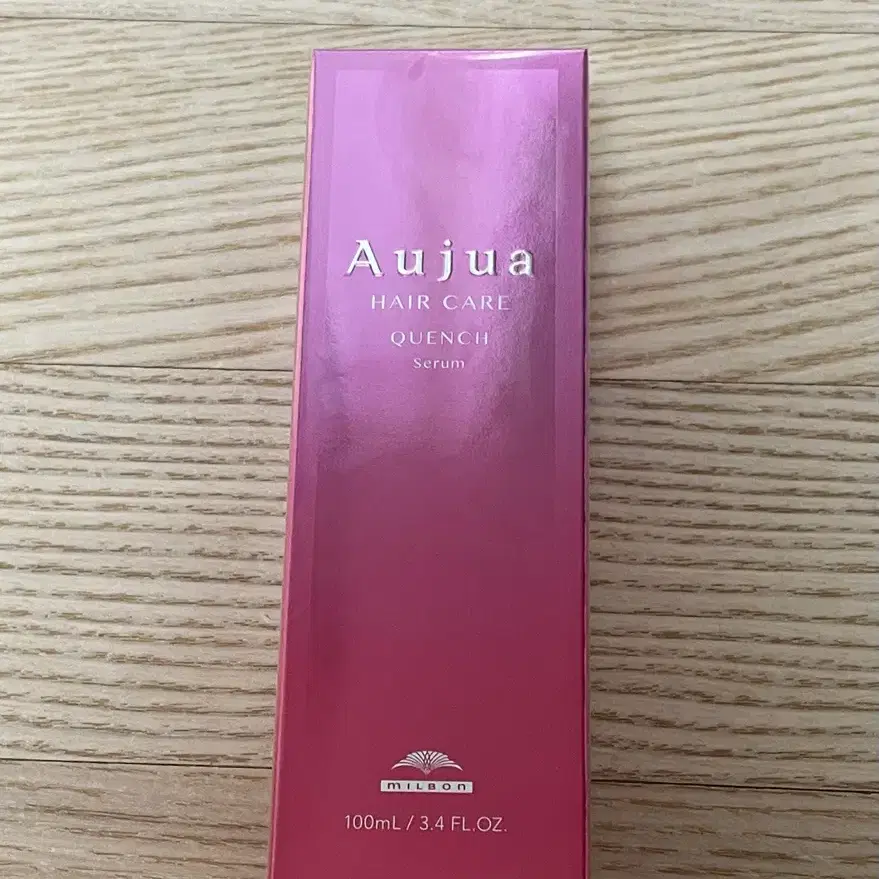 Aujua
HAIR CARE
QUENCH
Serum
MILBON
100mL / 3.4 FL.OZ.